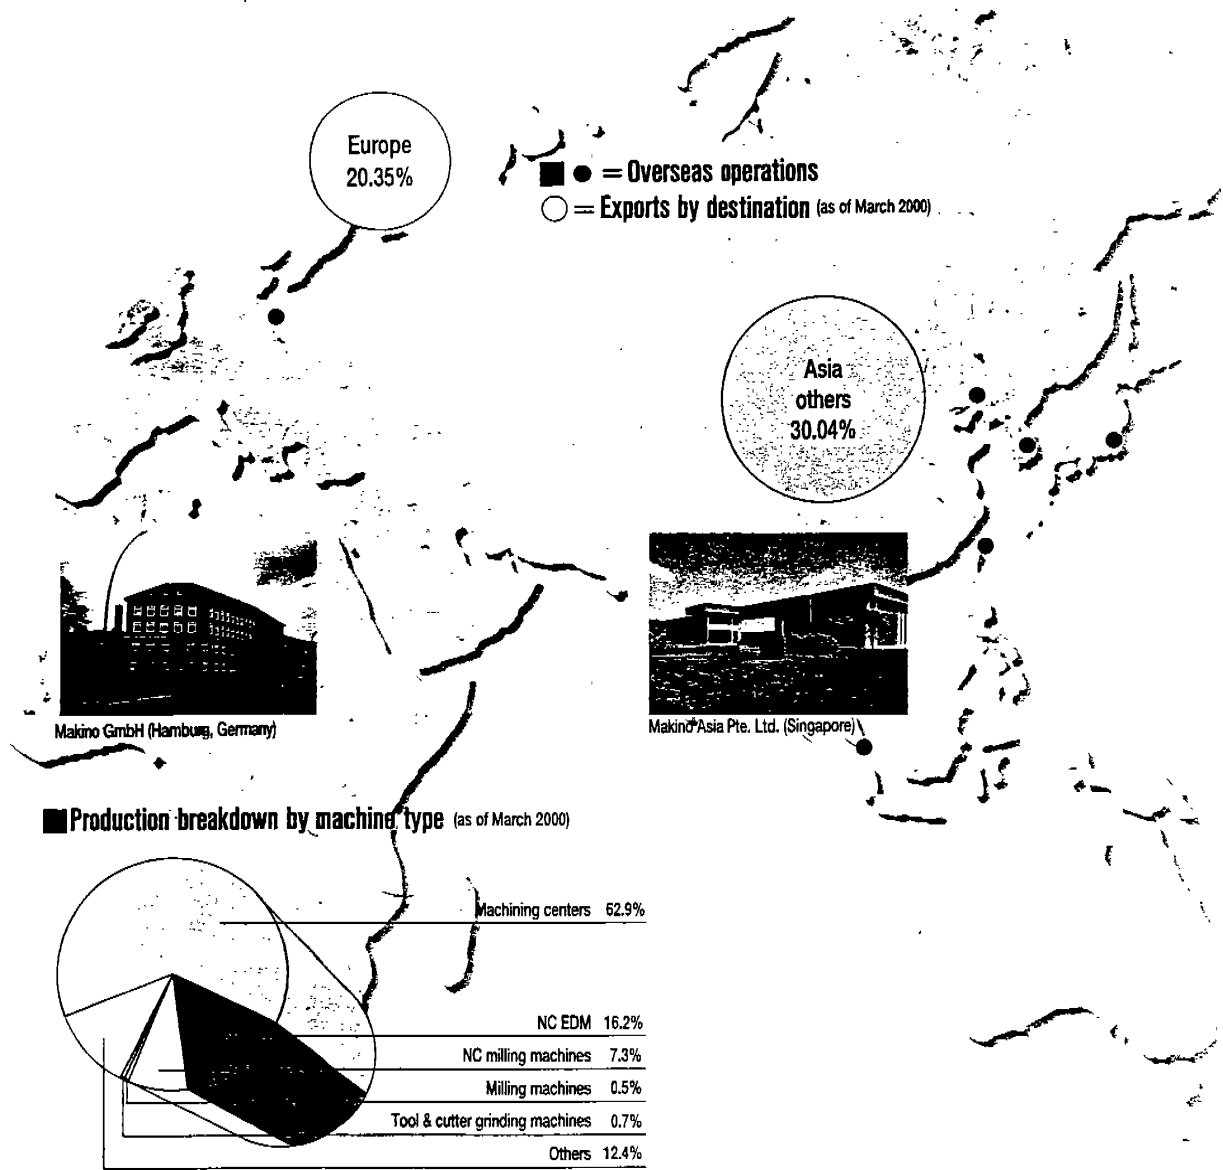 Europe
20.35%
= Overseas operations
= Exports by destination (as of March 2000)
Asia
others
30.04%
Makino GmbH (Hamburg, Germany)
Makino Asia Pte. Ltd. (Singapore)
Production breakdown by machine type (as of March 2000)
Machining centers 62.9%
NC EDM 16.2%
NC milling machines 7.3%
Milling machines 0.5%
Tool & cutter grinding machines 0.7%
Others 12.4%